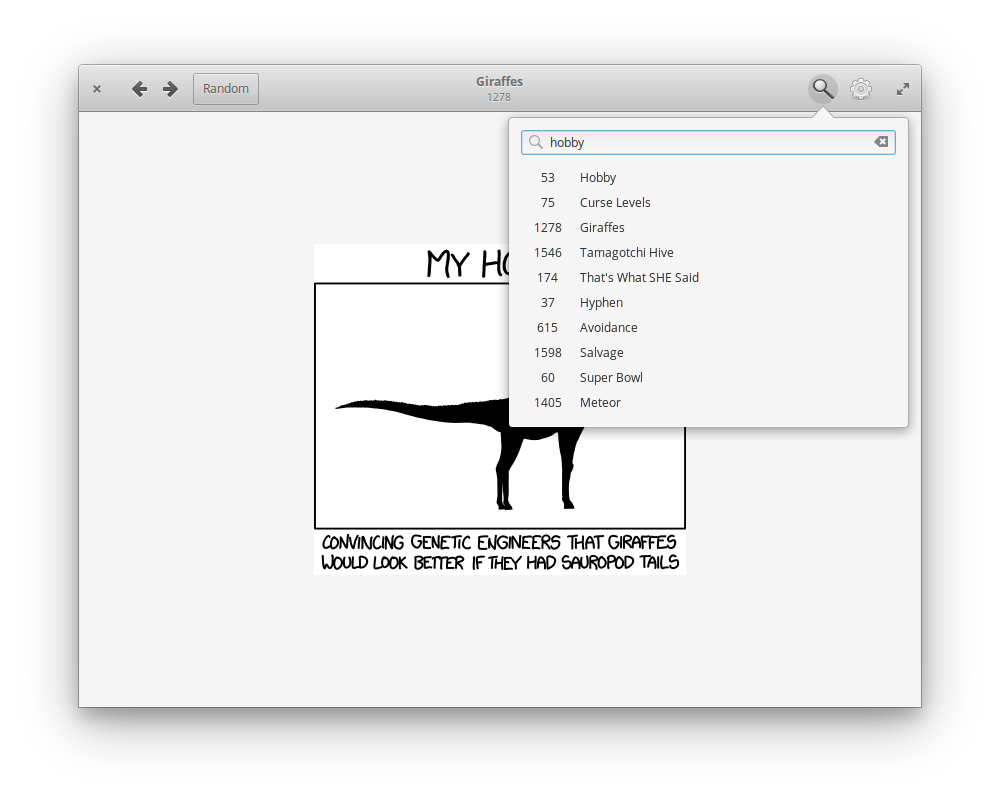 Random
Giraffes
1278
hobby
53 Hobby
75 Curse Levels
1278 Giraffes
1546 Tamagotchi Hive
174 That's What SHE Said
37 Hyphen
615 Avoidance
1598 Salvage
60 Super Bowl
1405 Meteor
MY
CONVINCING GENETIC ENGINEERS THAT GIRAFFES
WOULD LOOK BETTER IF THEY HAD SAUROPOD TAILS